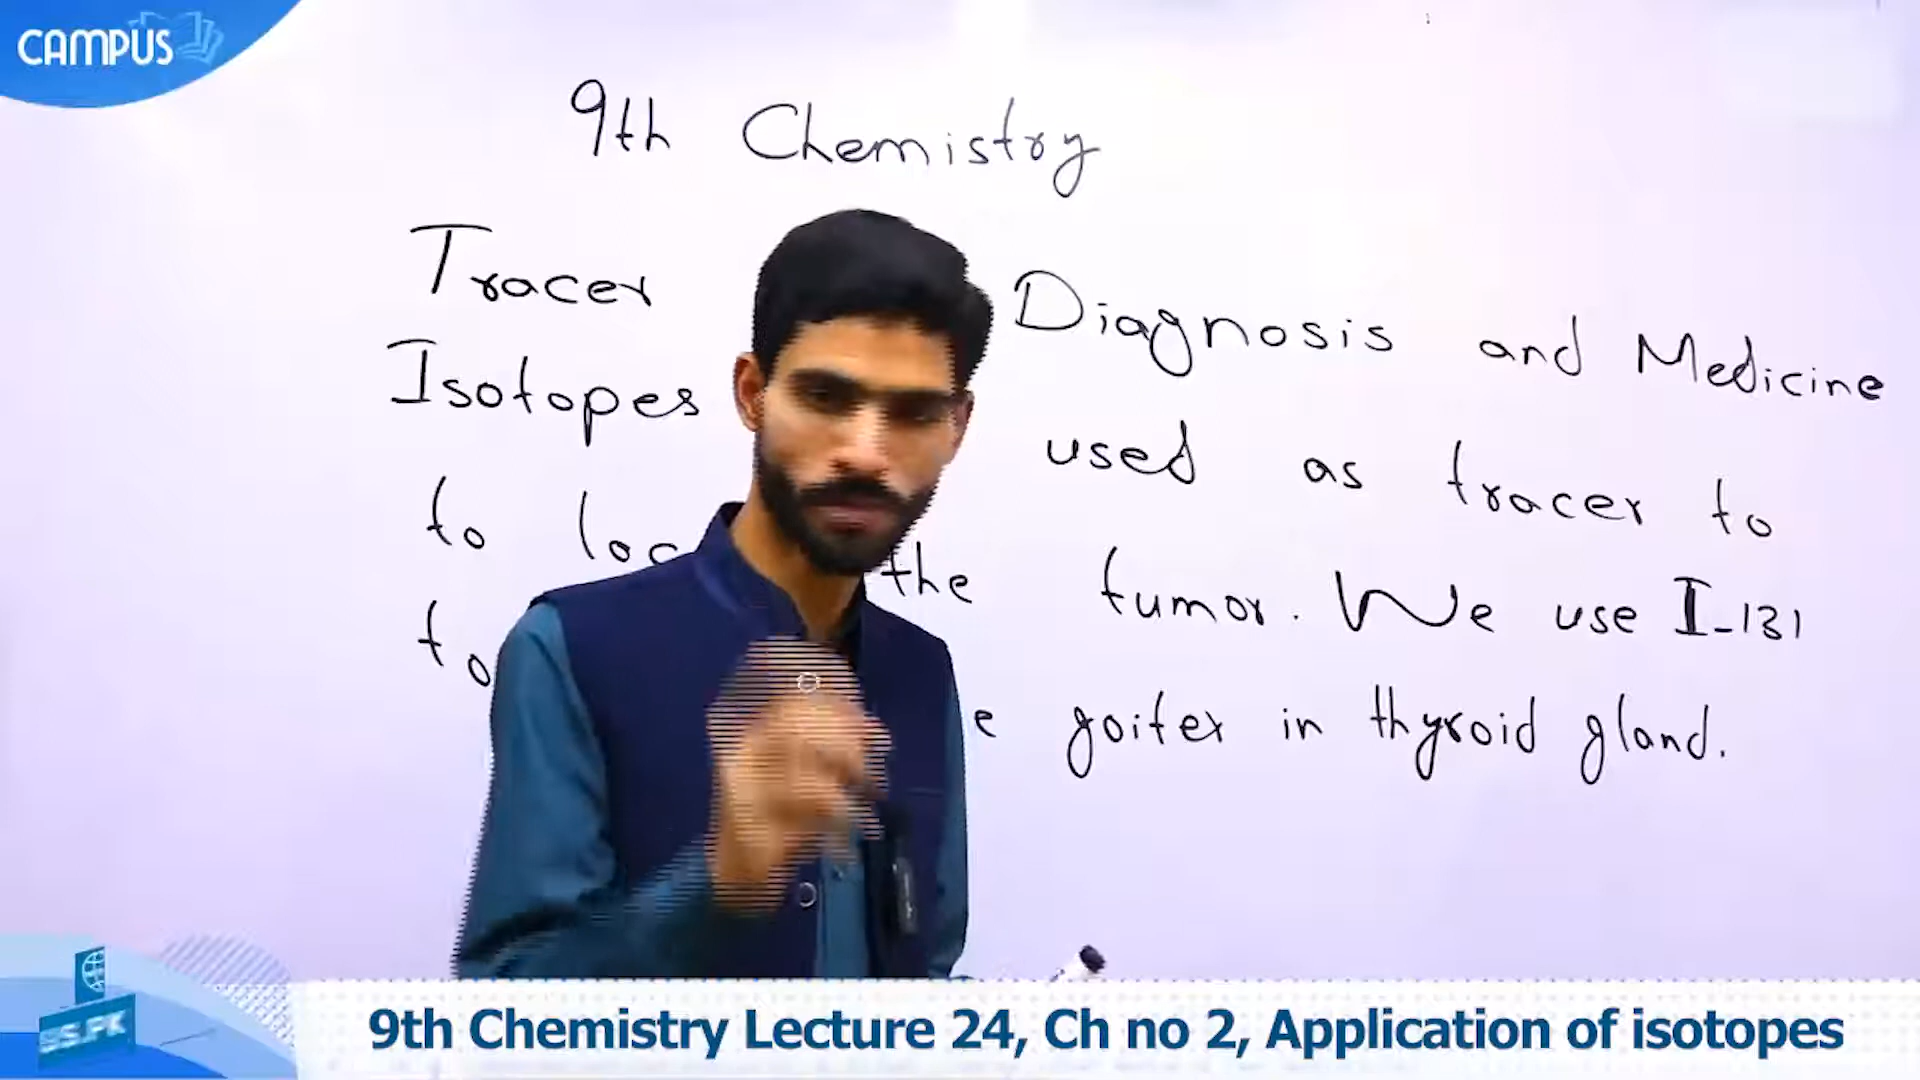 CAMPUS
9th Chemistry
Tracer Diagnosis and Medicine
Isotopes used as tracer to
to the tumor. We use I-131
to goiter in thyroid gland.
SS.PK
9th Chemistry Lecture 24, Ch no 2, Application of isotopes